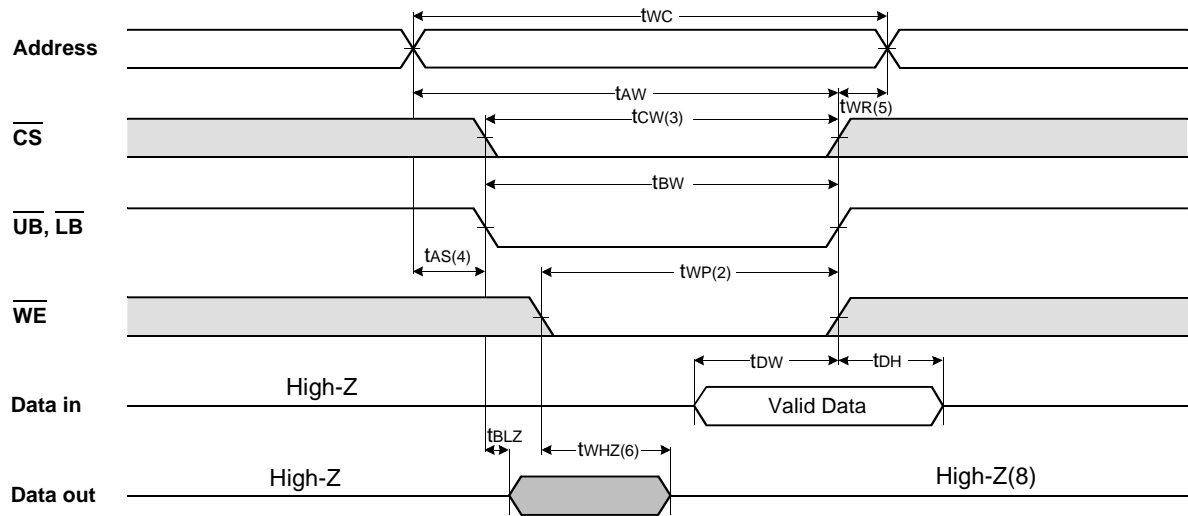 tWC
Address
tAW
tWR(5)
tCW(3)
CS
tBW
UB, LB
tAS(4)
tWP(2)
WE
tDW
tDH
High-Z
Data in
Valid Data
tBLZ
tWHZ(6)
High-Z
High-Z(8)
Data out